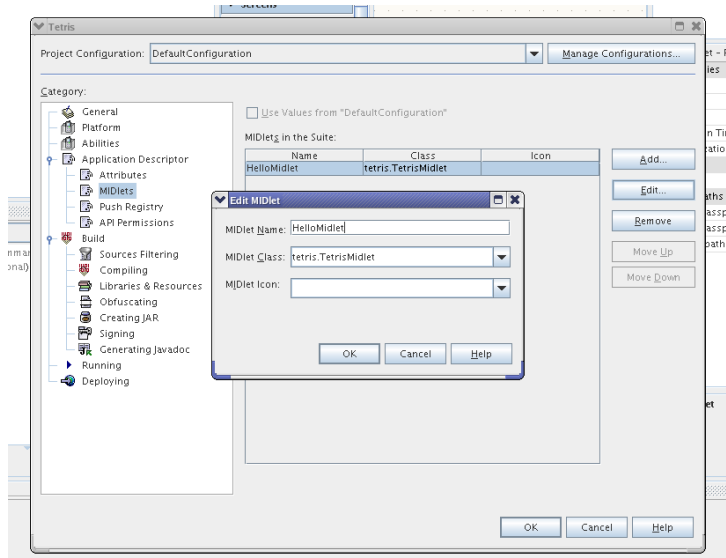 Screens
Tetris
Project Configuration: DefaultConfiguration Manage Configurations...
Category:
General
Platform
Abilities
Application Descriptor
Attributes
MIDlets
Push Registry
API Permissions
Build
Sources Filtering
Compiling
Libraries & Resources
Obfuscating
Creating JAR
Signing
Generating Javadoc
Running
Deploying
Use Values from "DefaultConfiguration"
MIDlets in the Suite:
Name Class Icon
HelloMidlet tetris.TetrisMidlet
Add...
Edit...
Remove
Move Up
Move Down
Edit MIDlet
MIDlet Name: HelloMidlet
MIDlet Class: tetris.TetrisMidlet
MIDlet Icon:
OK Cancel Help
OK Cancel Help